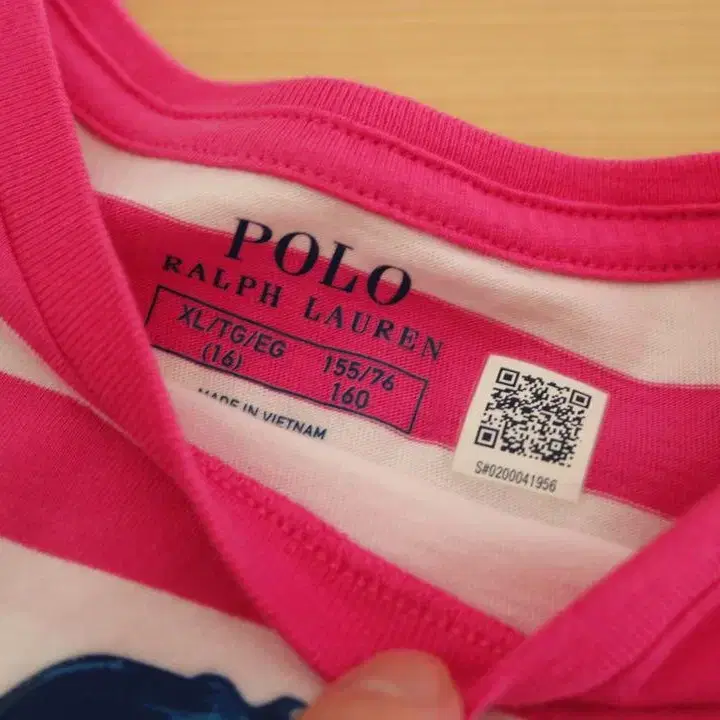 POLO
RALPH LAUREN
XL/TG/EG 155/76
(16) 160
MADE IN VIETNAM
S#0200041956